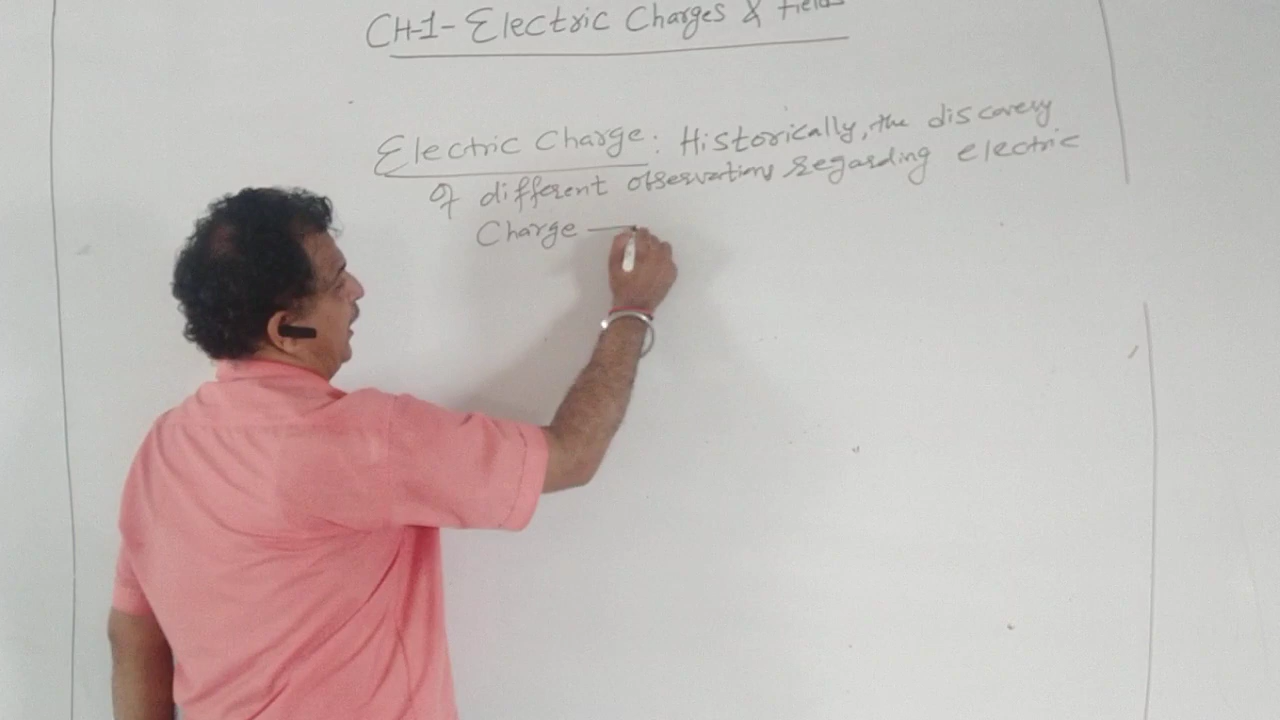 CH-1- Electric Charges & Fields
Electric Charge: Historically, the discovery
of different observations regarding electric
Charge —